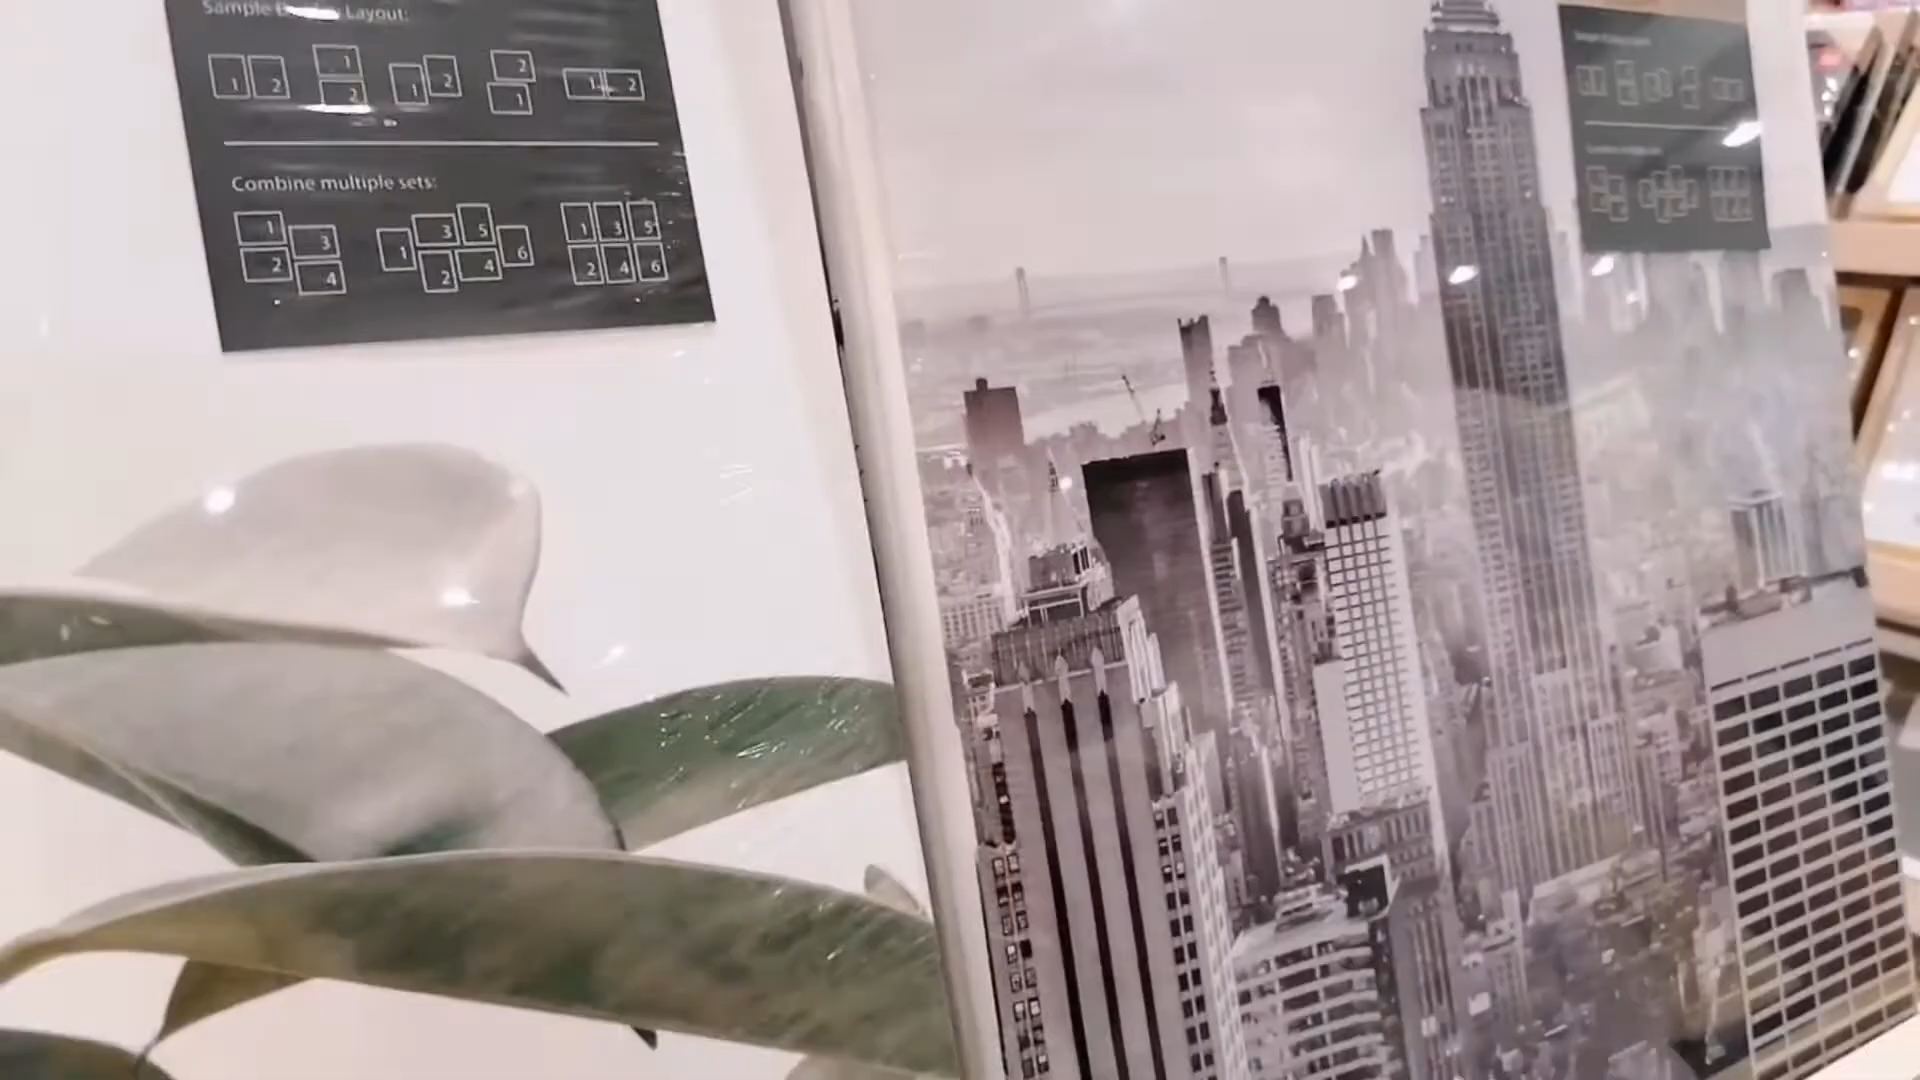 Sample Layout:
1 2 1 2 1 2 2 1 1 2
Combine multiple sets:
1 2 3 4 1 3 5 2 4 6 1 3 5 2 4 6